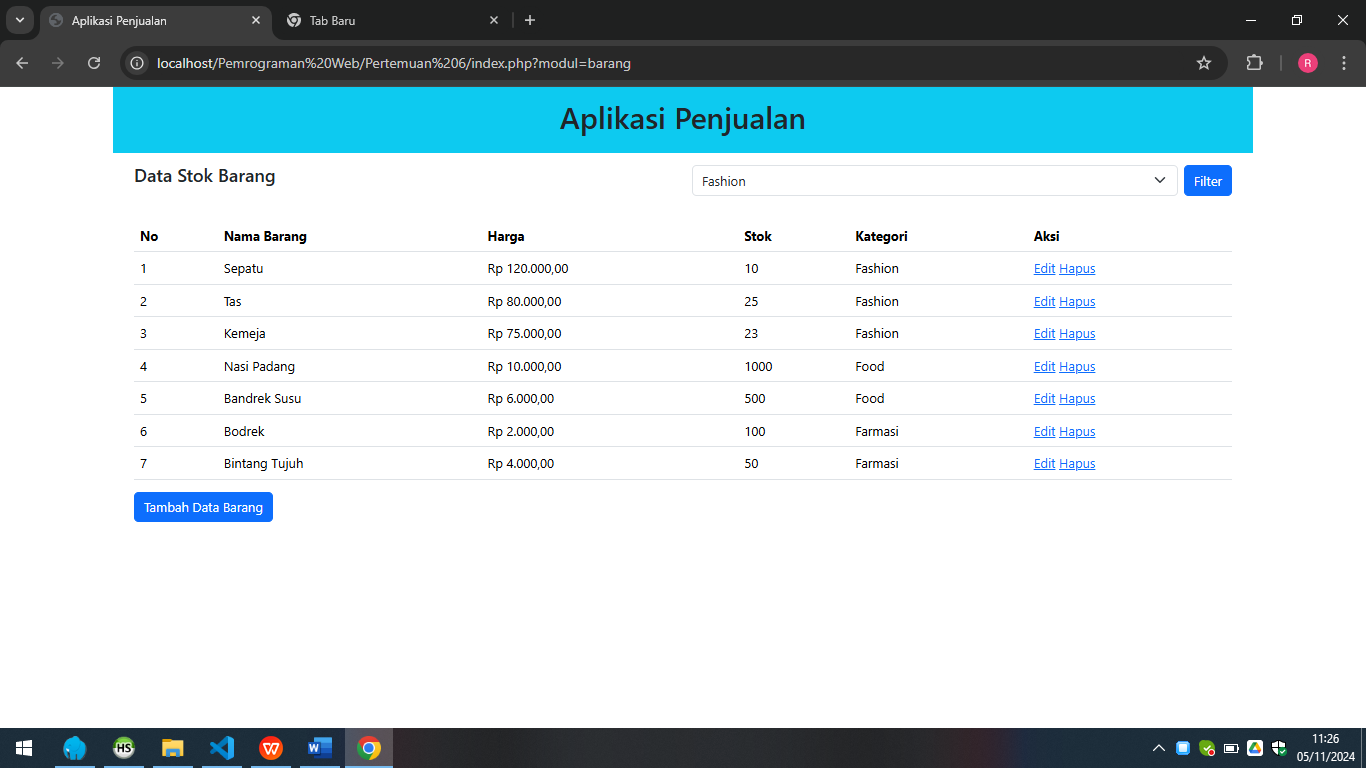 Aplikasi Penjualan
Tab Baru
localhost/Pemrograman%20Web/Pertemuan%206/index.php?modul=barang
R
Aplikasi Penjualan
Data Stok Barang
Fashion
Filter
No Nama Barang Harga Stok Kategori Aksi
1 Sepatu Rp 120.000,00 10 Fashion Edit Hapus
2 Tas Rp 80.000,00 25 Fashion Edit Hapus
3 Kemeja Rp 75.000,00 23 Fashion Edit Hapus
4 Nasi Padang Rp 10.000,00 1000 Food Edit Hapus
5 Bandrek Susu Rp 6.000,00 500 Food Edit Hapus
6 Bodrek Rp 2.000,00 100 Farmasi Edit Hapus
7 Bintang Tujuh Rp 4.000,00 50 Farmasi Edit Hapus
Tambah Data Barang
HS
W
W
11:26
05/11/2024